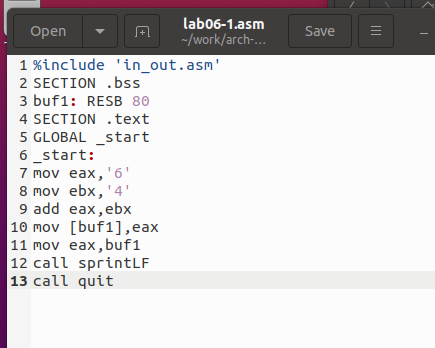 Open
lab06-1.asm
~/work/arch-...
Save
1 %include 'in_out.asm'
2 SECTION .bss
3 buf1: RESB 80
4 SECTION .text
5 GLOBAL _start
6 _start:
7 mov eax,'6'
8 mov ebx,'4'
9 add eax,ebx
10 mov [buf1],eax
11 mov eax,buf1
12 call sprintLF
13 call quit